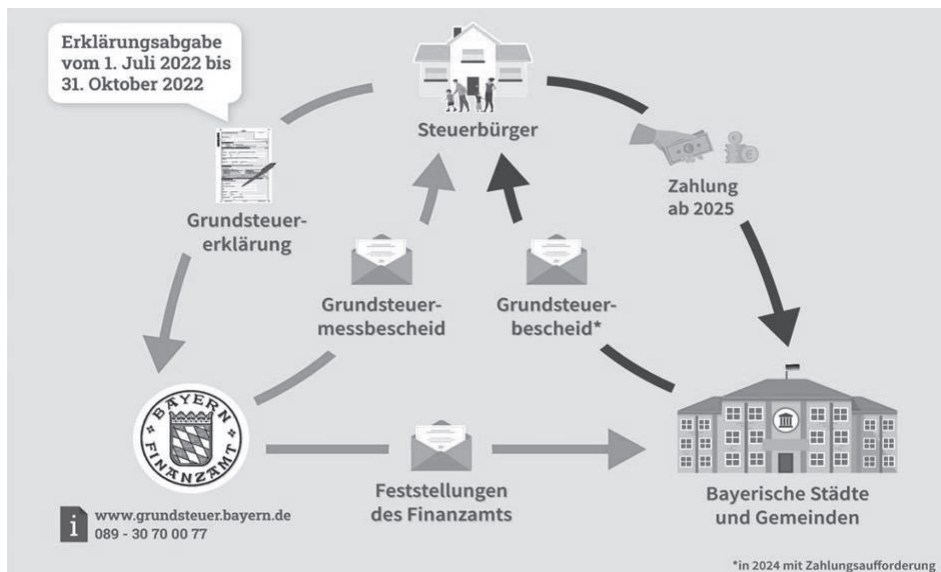 Erklärungsabgabe
vom 1. Juli 2022 bis
31. Oktober 2022
Steuerbürger
Grundsteuer-
erklärung
Zahlung
ab 2025
Grundsteuer-
messbescheid
Grundsteuer-
bescheid*
BAYERN
FINANZAMT
Feststellungen
des Finanzamts
Bayerische Städte
und Gemeinden
i
www.grundsteuer.bayern.de
089 - 30 70 00 77
*in 2024 mit Zahlungsaufforderung